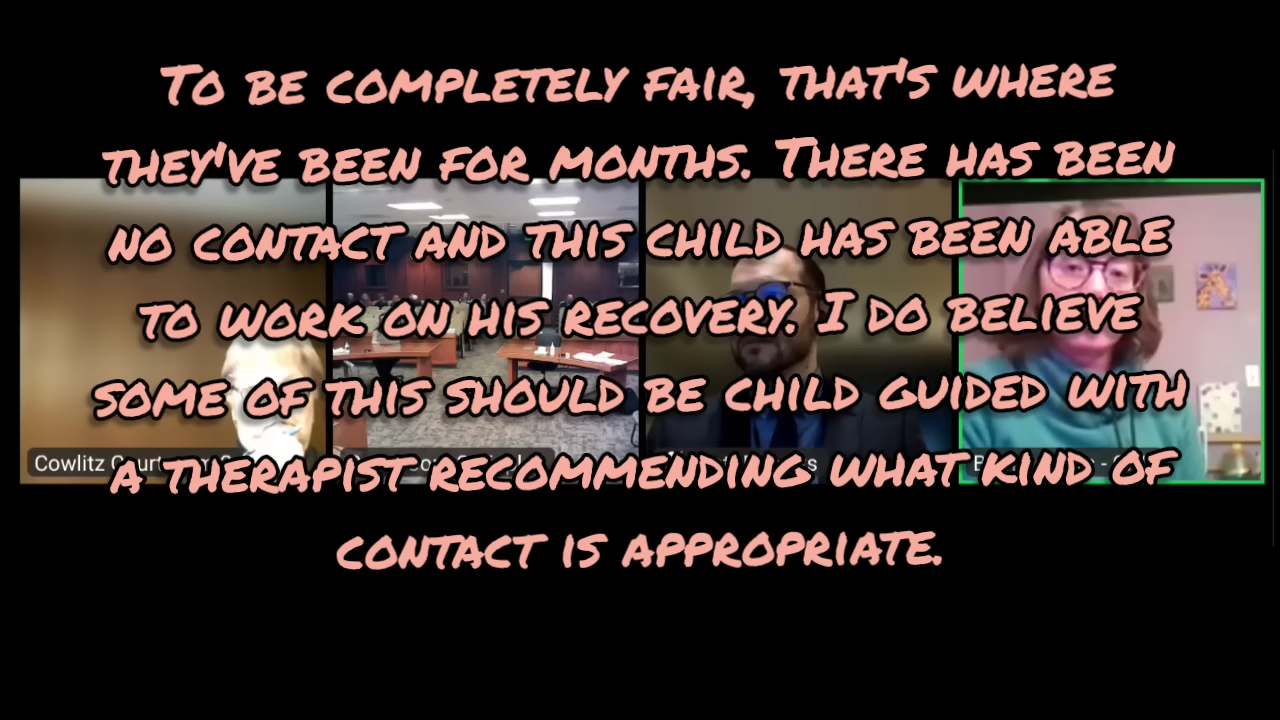 To be completely fair, that's where
they've been for months. There has been
no contact and this child has been able
to work on his recovery. I do believe
some of this should be child guided with
a therapist recommending what kind of
contact is appropriate.
Cowlitz